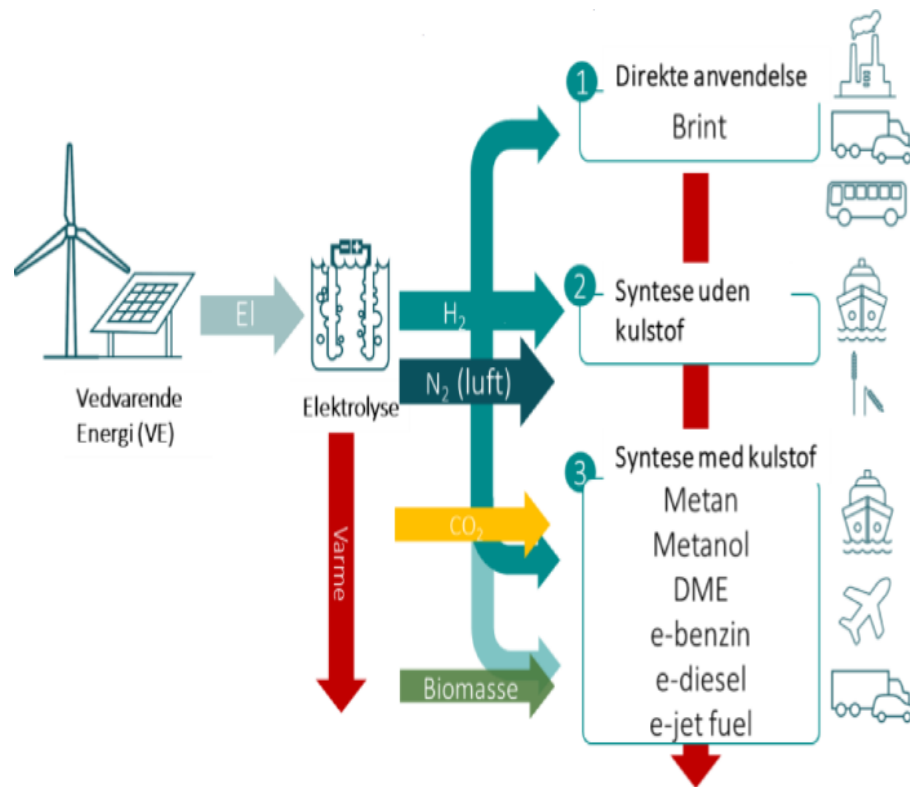 1
Direkte anvendelse
Brint
2
Syntese uden
kulstof
El
H₂
N₂ (luft)
Vedvarende
Energi (VE)
Elektrolyse
3
Syntese med kulstof
Metan
Metanol
DME
e-benzin
e-diesel
e-jet fuel
CO₂
Varme
Biomasse